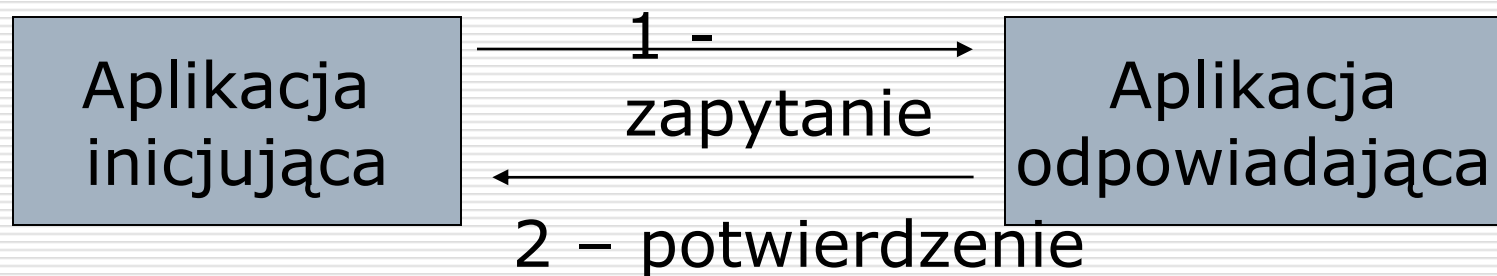 Aplikacja
inicjująca
1 -
zapytanie
2 – potwierdzenie
Aplikacja
odpowiadająca